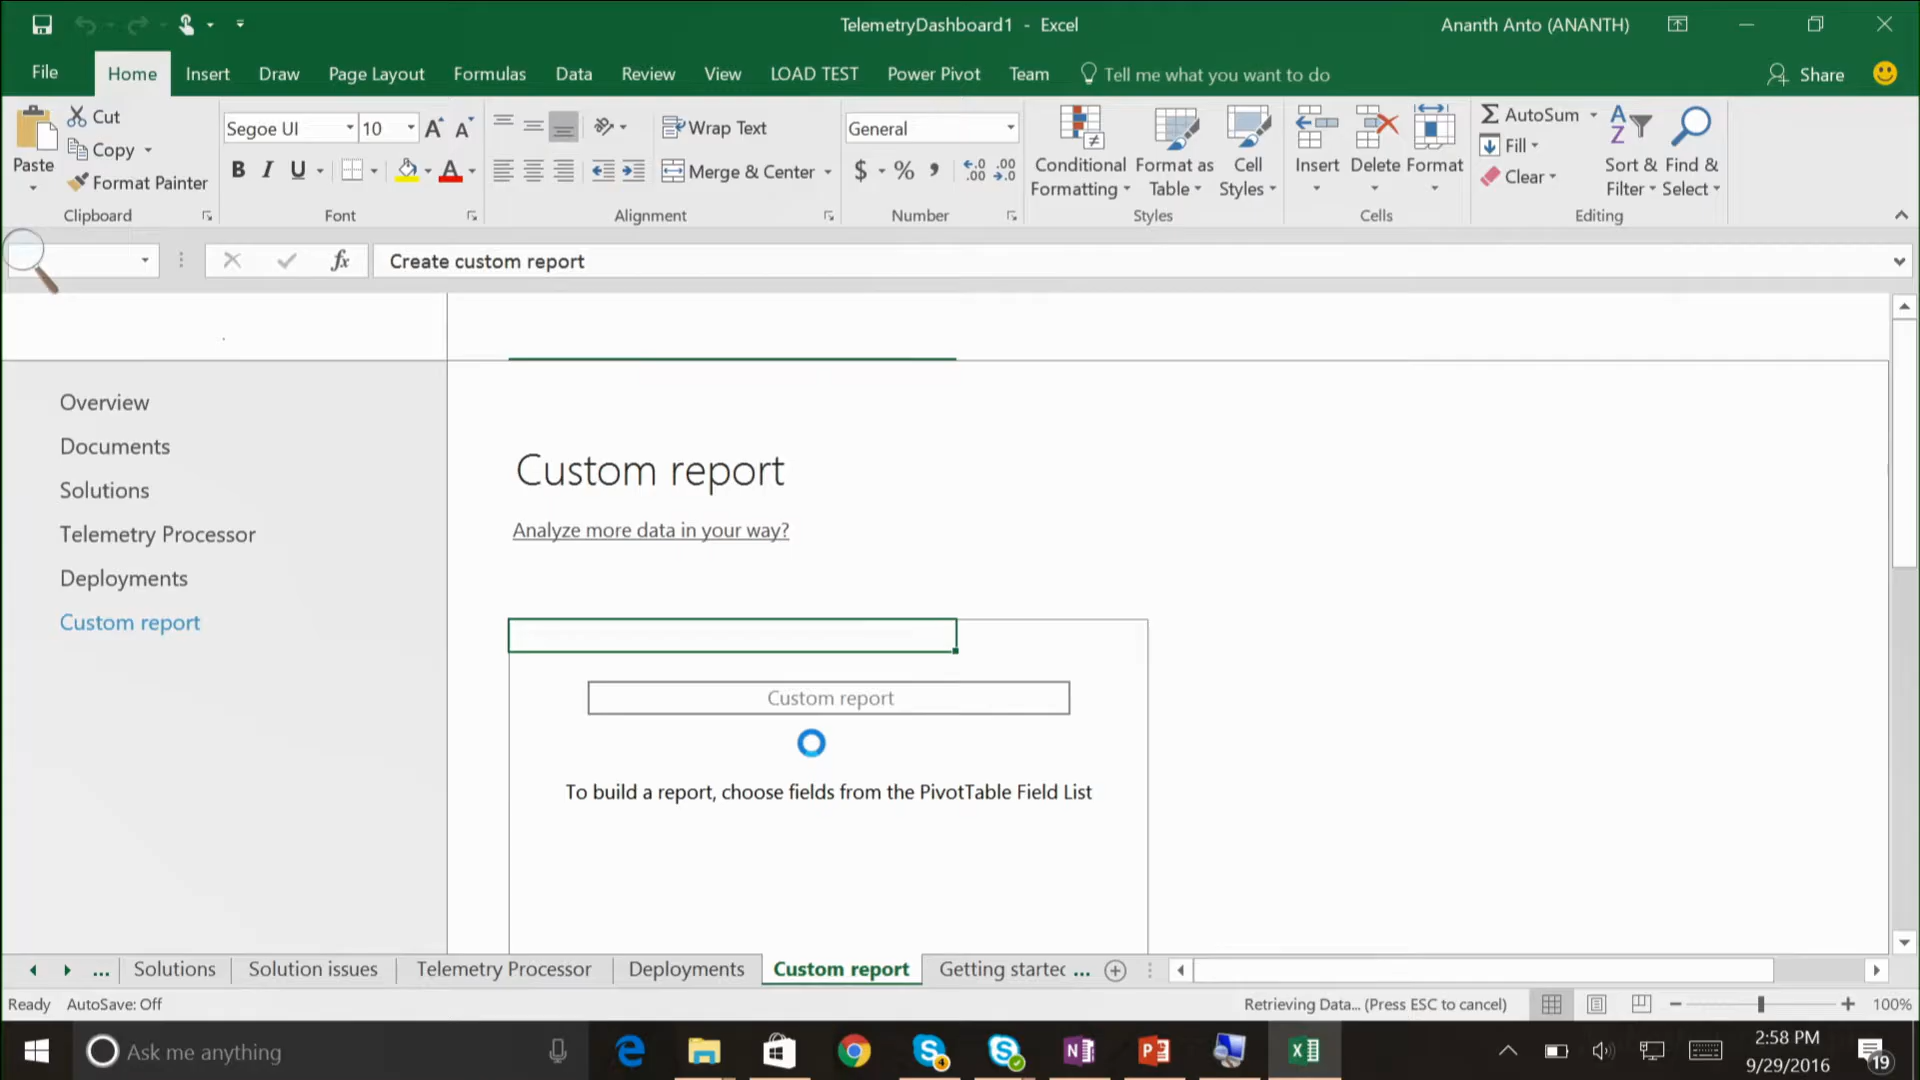 TelemetryDashboard1 - Excel
Ananth Anto (ANANTH)
File Home Insert Draw Page Layout Formulas Data Review View LOAD TEST Power Pivot Team Tell me what you want to do Share
Paste
Cut
Copy
Format Painter
Clipboard
Segoe UI 10
B I U A
Font
Wrap Text
Merge & Center
Alignment
General
$ % ,
Number
Conditional Formatting
Format as Table
Cell Styles
Styles
Insert Delete Format
Cells
AutoSum
Fill
Clear
Sort & Filter
Find & Select
Editing
fx Create custom report
Overview
Documents
Solutions
Telemetry Processor
Deployments
Custom report
Custom report
Analyze more data in your way?
Custom report
To build a report, choose fields from the PivotTable Field List
... Solutions Solution issues Telemetry Processor Deployments Custom report Getting started ...
Ready AutoSave: Off Retrieving Data... (Press ESC to cancel) 100%
Ask me anything
2:58 PM
9/29/2016
19